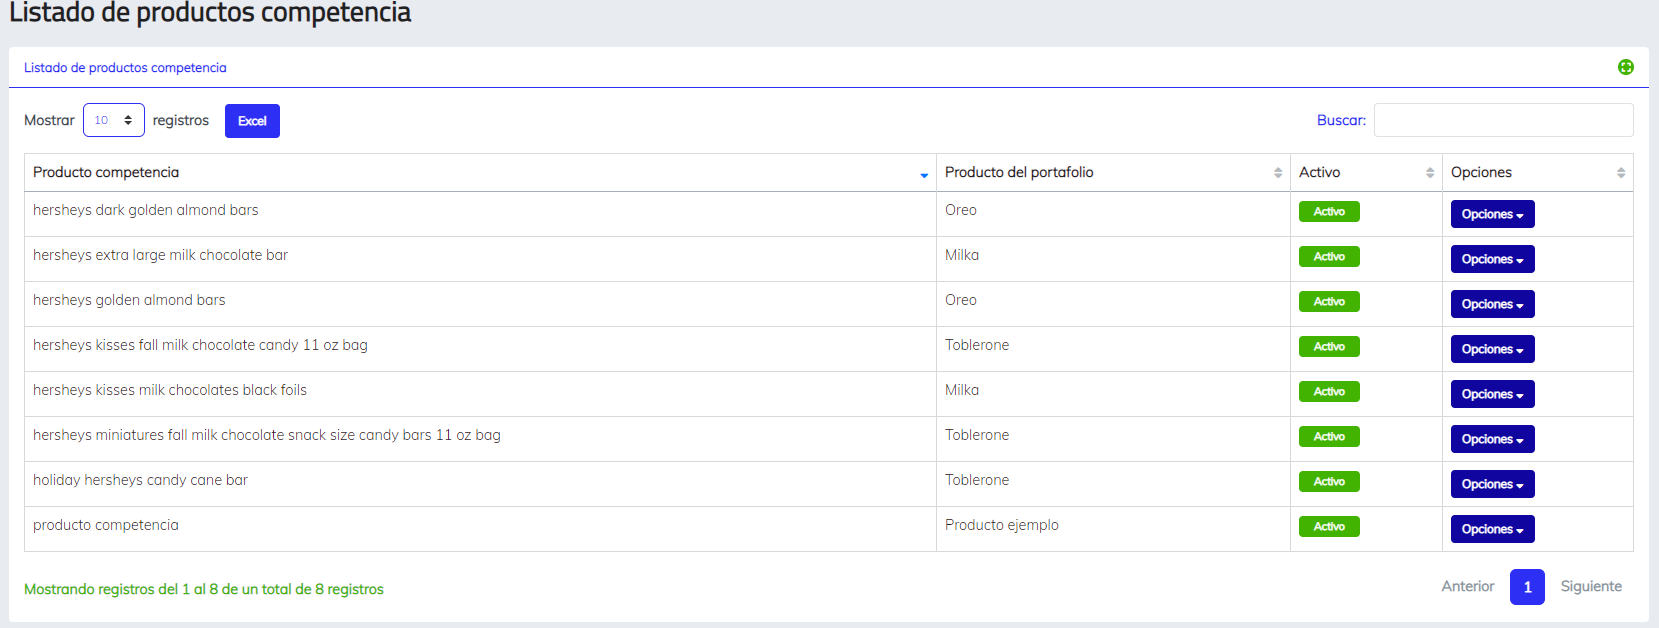 Listado de productos competencia
Listado de productos competencia
Mostrar 10 registros Excel Buscar:
Producto competencia Producto del portafolio Activo Opciones
hersheys dark golden almond bars Oreo Activo Opciones
hersheys extra large milk chocolate bar Milka Activo Opciones
hersheys golden almond bars Oreo Activo Opciones
hersheys kisses fall milk chocolate candy 11 oz bag Toblerone Activo Opciones
hersheys kisses milk chocolates black foils Milka Activo Opciones
hersheys miniatures fall milk chocolate snack size candy bars 11 oz bag Toblerone Activo Opciones
holiday hersheys candy cane bar Toblerone Activo Opciones
producto competencia Producto ejemplo Activo Opciones
Mostrando registros del 1 al 8 de un total de 8 registros Anterior 1 Siguiente